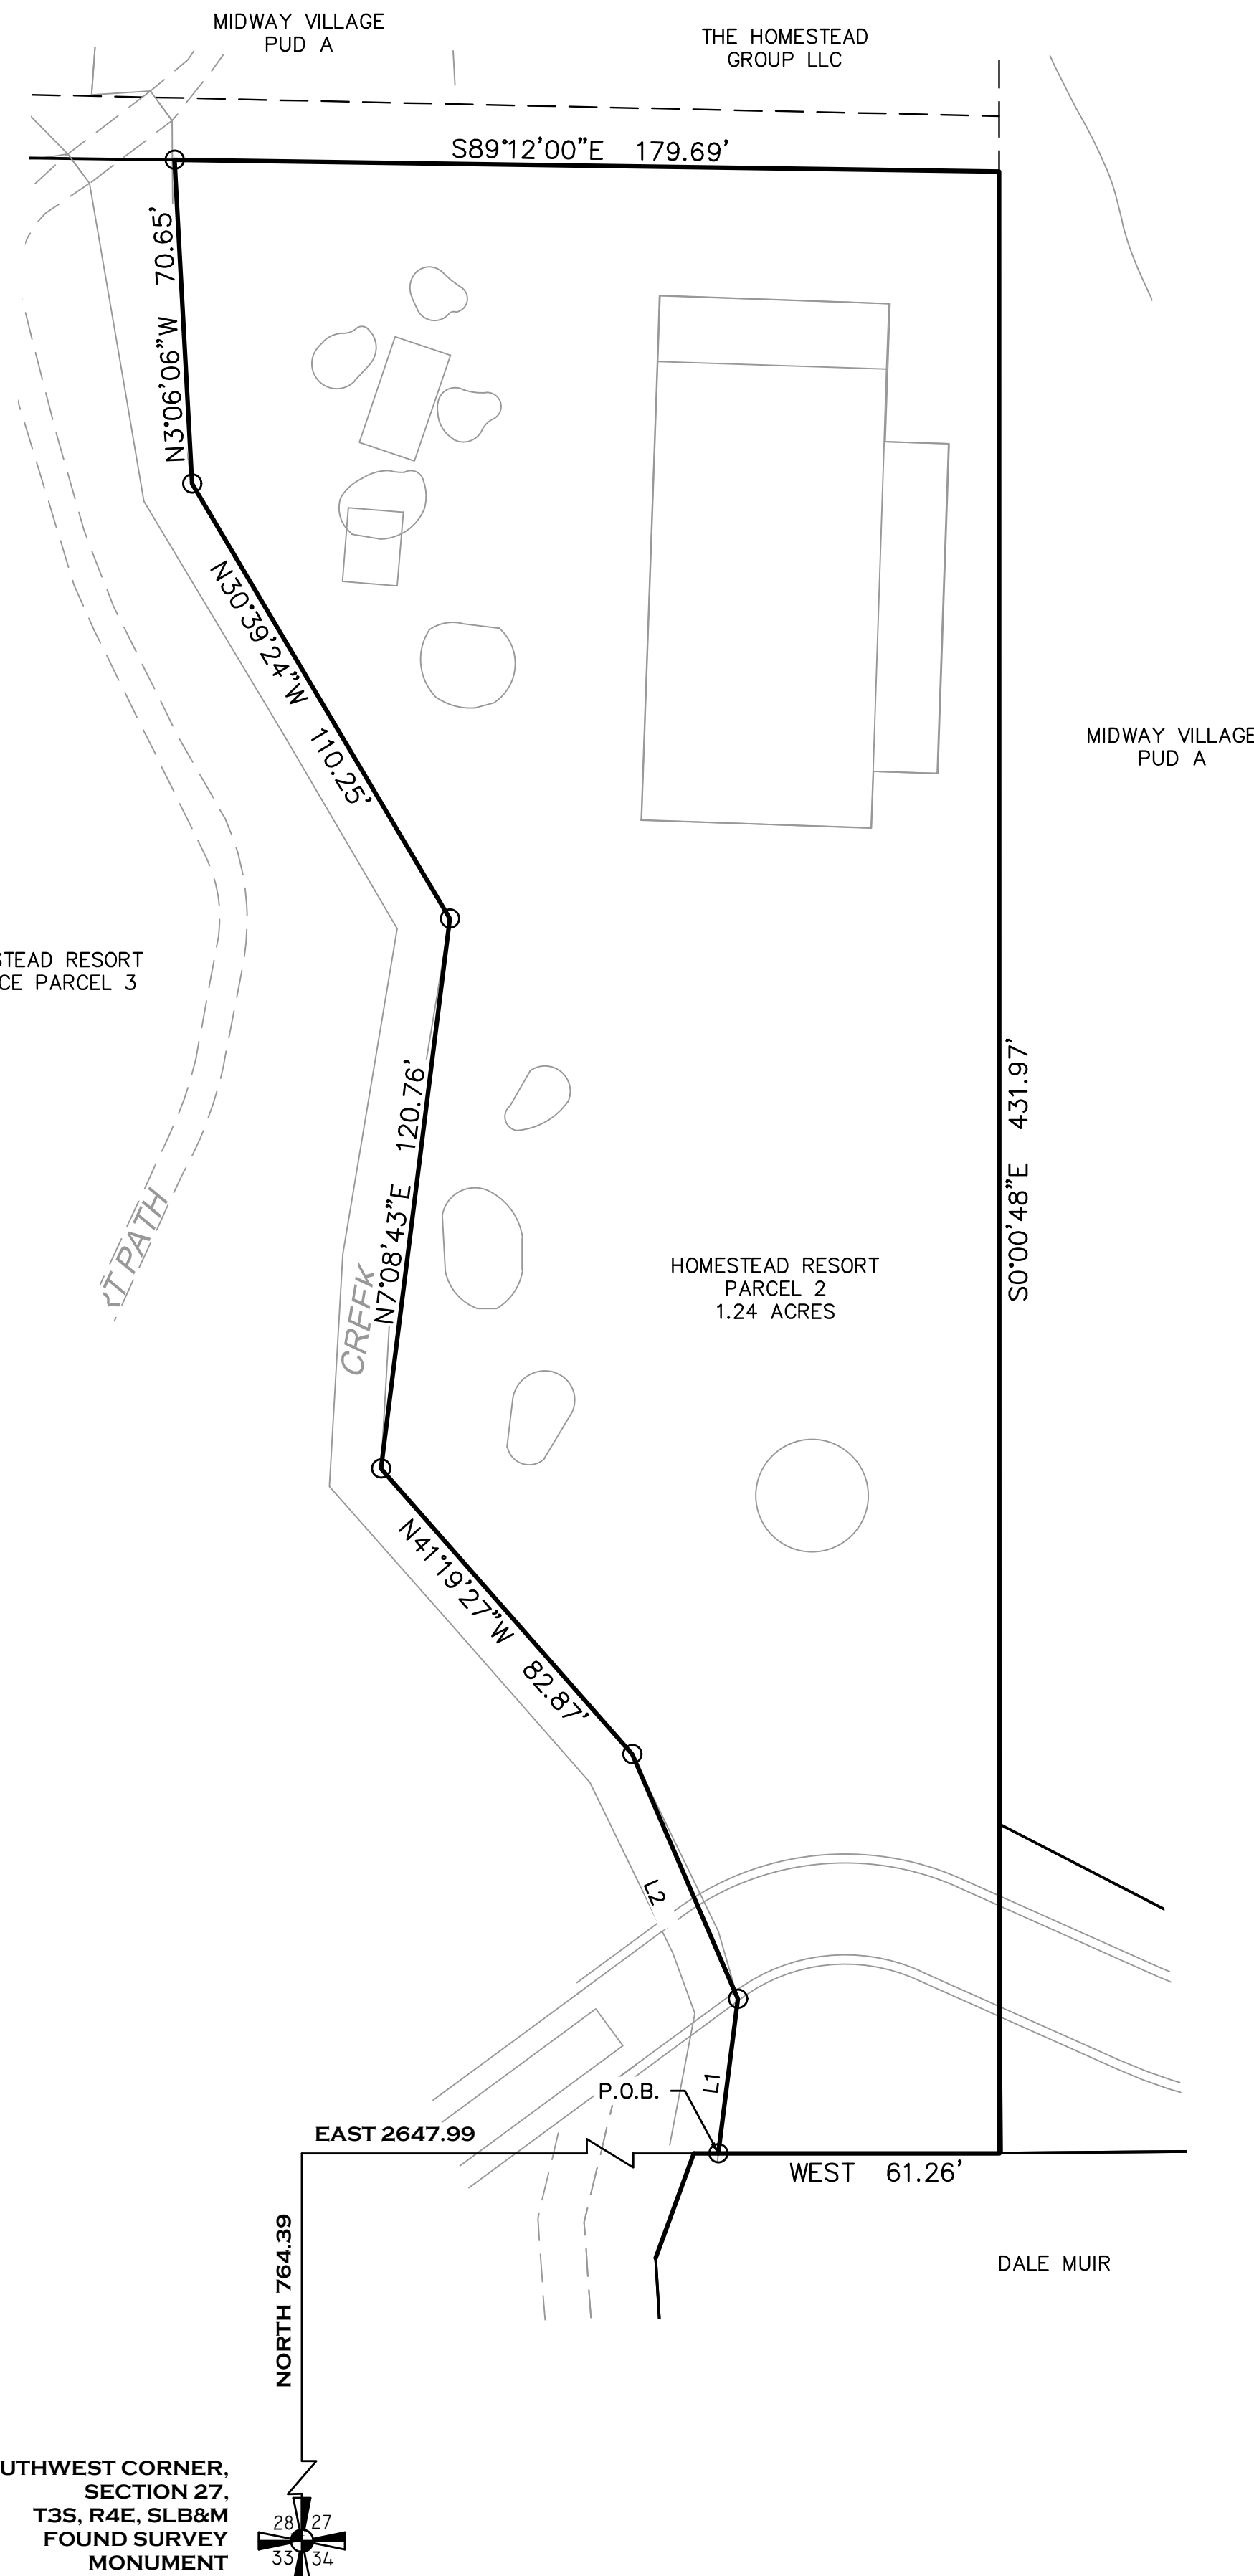 MIDWAY VILLAGE
PUD A
THE HOMESTEAD
GROUP LLC
S89°12'00"E 179.69'
N3°06'06"W 70.65'
N30°39'24"W 110.25'
MIDWAY VILLAGE
PUD A
STEAD RESORT
CE PARCEL 3
N7°08'43"E 120.76'
S0°00'48"E 431.97'
PATH
CREEK
HOMESTEAD RESORT
PARCEL 2
1.24 ACRES
N41°19'27"W 82.87'
L2
L1
P.O.B.
EAST 2647.99
WEST 61.26'
NORTH 764.39
DALE MUIR
UTHWEST CORNER,
SECTION 27,
T3S, R4E, SLB&M
FOUND SURVEY
MONUMENT
28 27
33 34